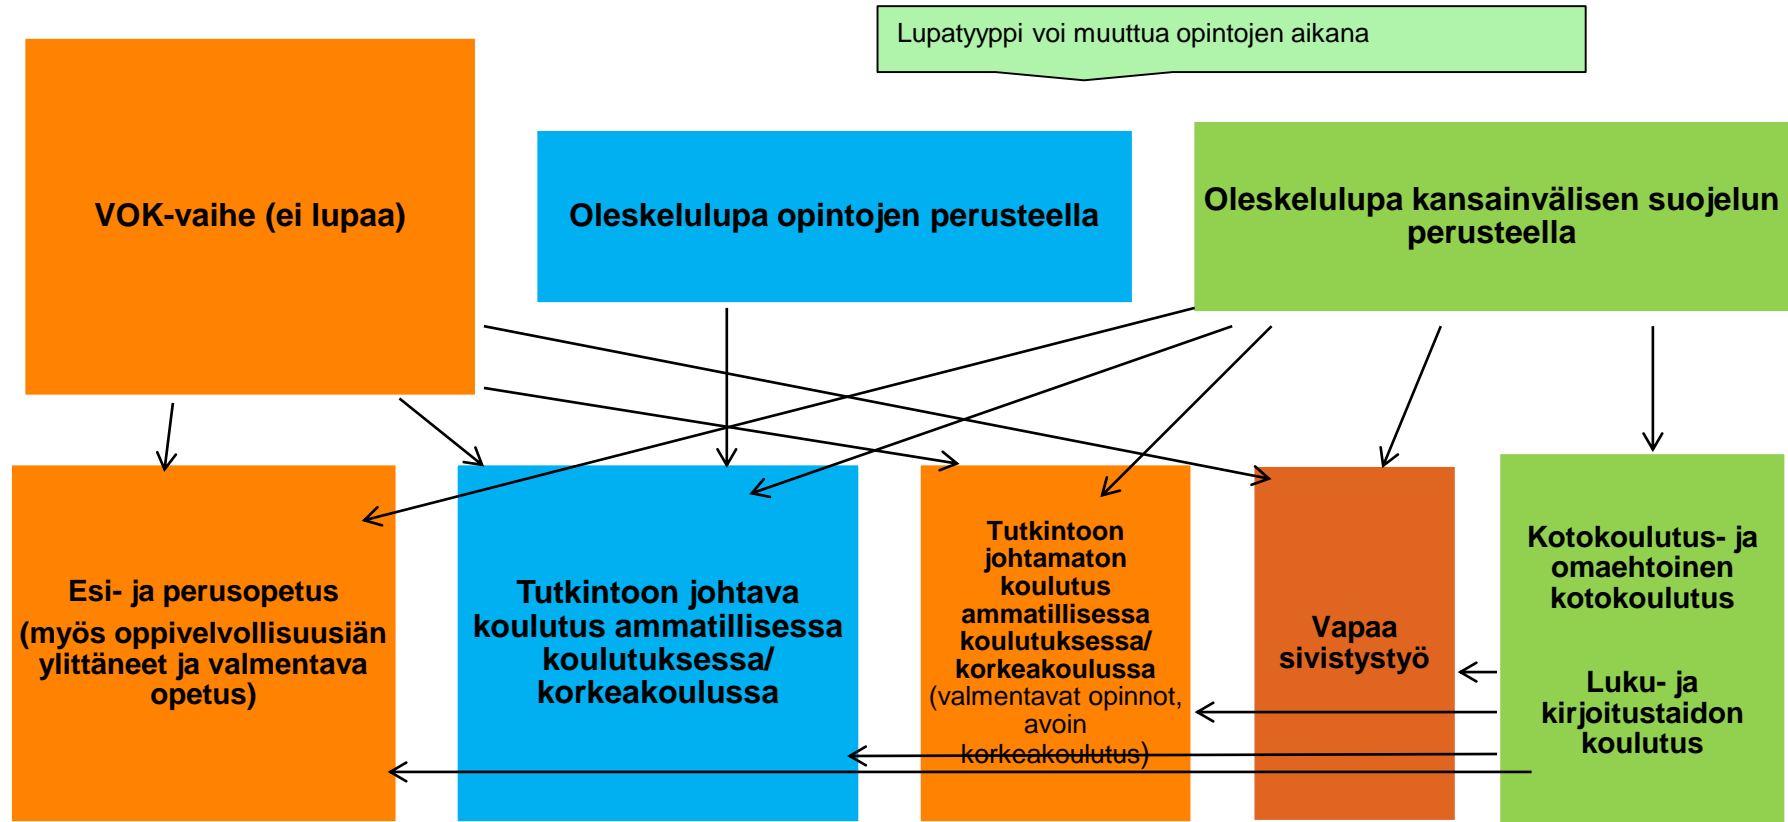 Lupatyyppi voi muuttua opintojen aikana
VOK-vaihe (ei lupaa)
Oleskelulupa opintojen perusteella
Oleskelulupa kansainvälisen suojelun
perusteella
Esi- ja perusopetus
(myös oppivelvollisuusiän
ylittäneet ja valmentava
opetus)
Tutkintoon johtava
koulutus ammatillisessa
koulutuksessa/
korkeakoulussa
Tutkintoon
johtamaton
koulutus
ammatillisessa
koulutuksessa/
korkeakoulussa
(valmentavat opinnot,
avoin
korkeakoulutus)
Vapaa
sivistystyö
Kotokoulutus- ja
omaehtoinen
kotokoulutus
Luku- ja
kirjoitustaidon
koulutus